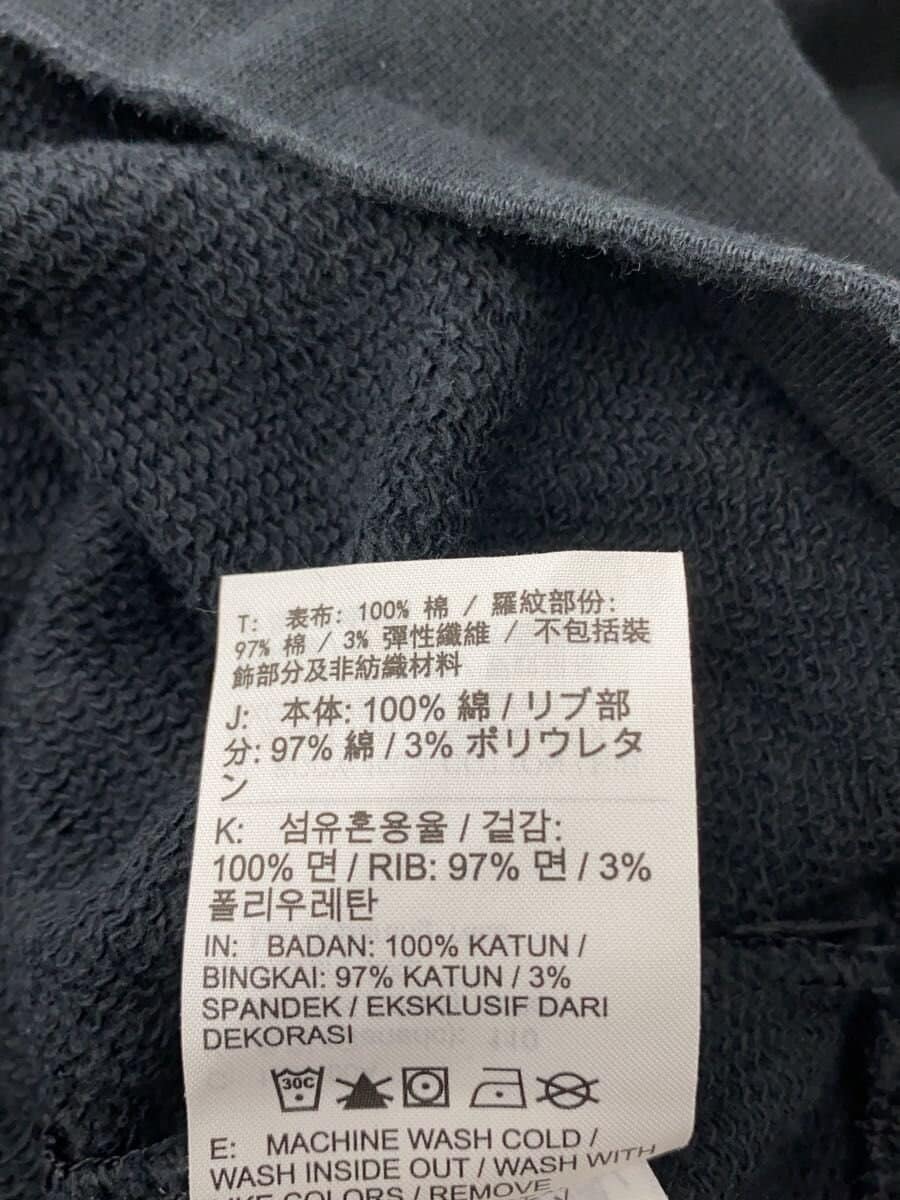 T: 表布: 100% 棉 / 羅紋部份:
97% 棉 / 3% 彈性纖維 / 不包括裝
飾部分及非紡織材料
J: 本体: 100% 綿 / リブ部
分: 97% 綿 / 3% ポリウレタ
ン
K: 섬유혼용율 / 겉감:
100% 면 / RIB: 97% 면 / 3%
폴리우레탄
IN: BADAN: 100% KATUN /
BINGKAI: 97% KATUN / 3%
SPANDEK / EKSKLUSIF DARI
DEKORASI
30C
E: MACHINE WASH COLD /
WASH INSIDE OUT / WASH WITH
LIKE COLORS / REMOVE